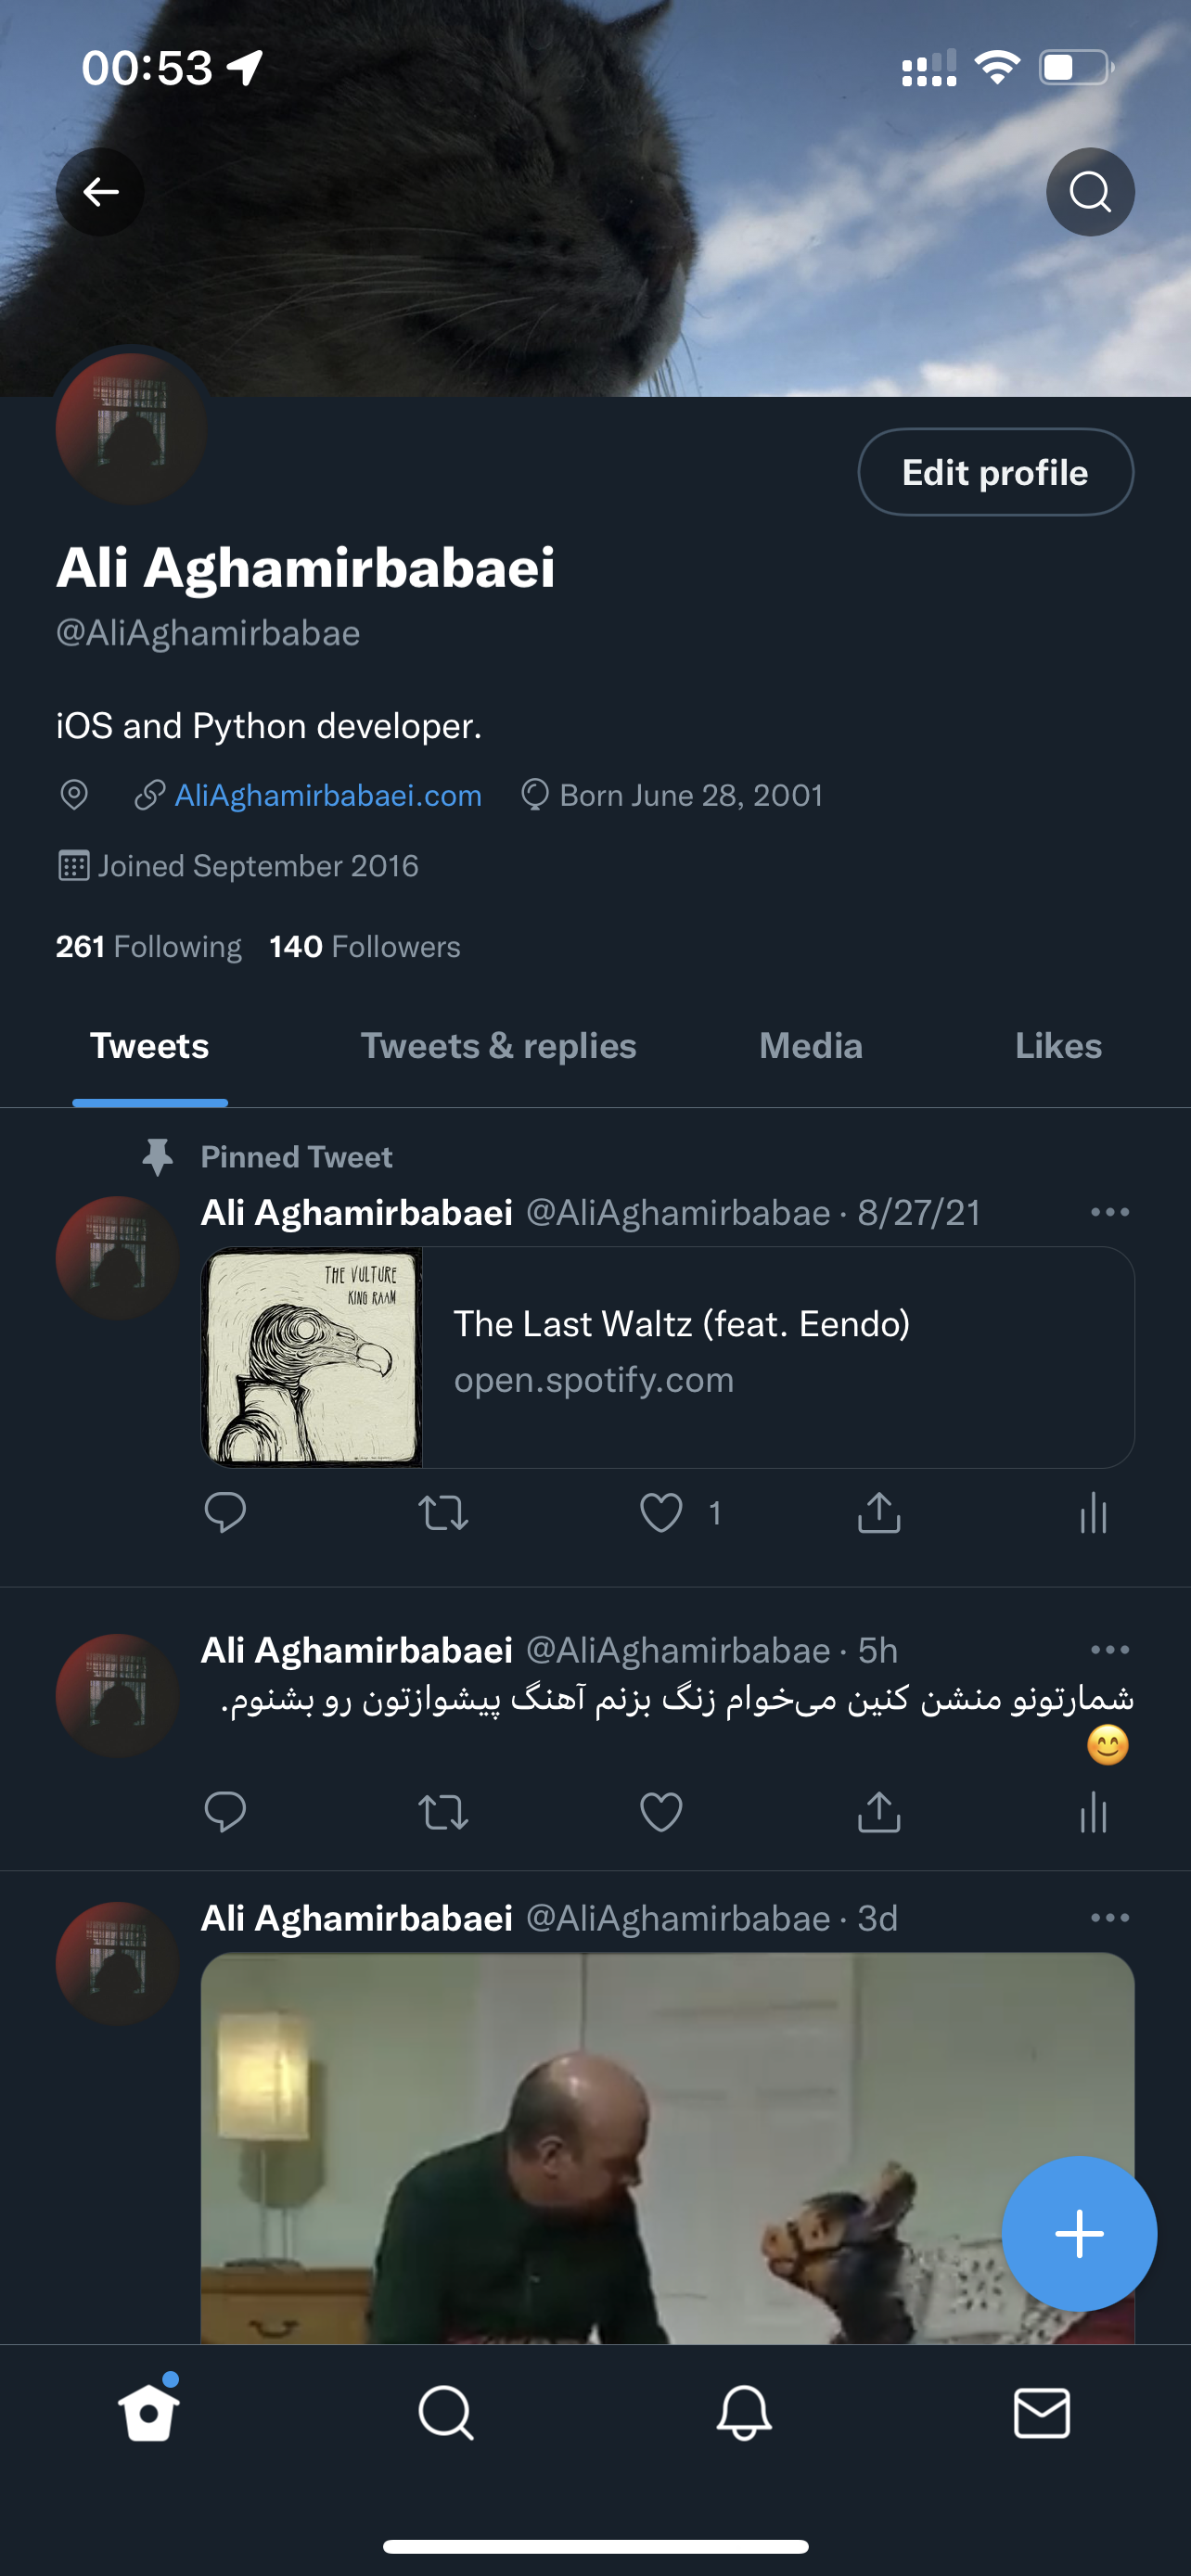 00:53
Edit profile
Ali Aghamirbabaei
@AliAghamirbabae
iOS and Python developer.
AliAghamirbabaei.com Born June 28, 2001
Joined September 2016
261 Following 140 Followers
Tweets Tweets & replies Media Likes
Pinned Tweet
Ali Aghamirbabaei @AliAghamirbabae · 8/27/21
THE VULTURE
KING RAAM
The Last Waltz (feat. Eendo)
open.spotify.com
1
Ali Aghamirbabaei @AliAghamirbabae · 5h
شمارتونو منشن کنین می‌خوام زنگ بزنم آهنگ پیشوازتون رو بشنوم.
😊
Ali Aghamirbabaei @AliAghamirbabae · 3d